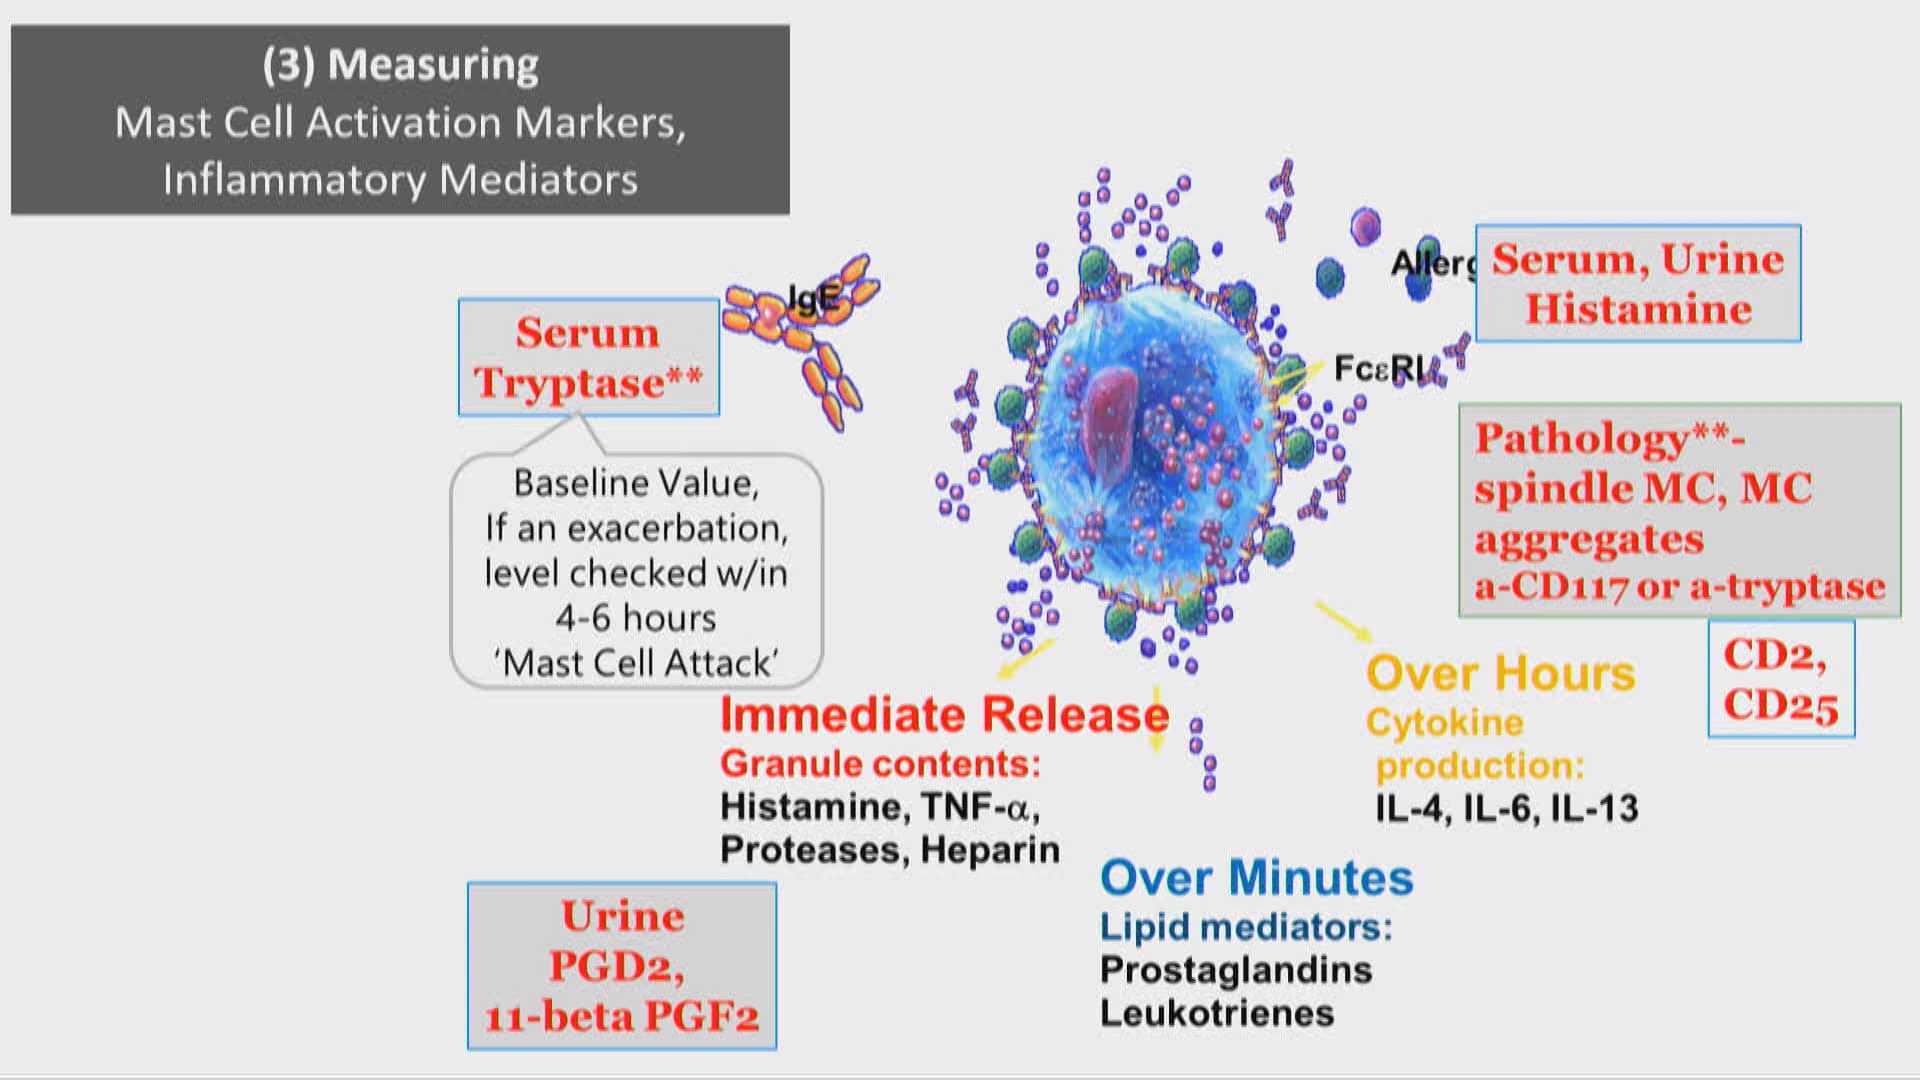 (3) Measuring
Mast Cell Activation Markers,
Inflammatory Mediators
IgE
Serum
Tryptase**
Baseline Value,
If an exacerbation,
level checked w/in
4-6 hours
‘Mast Cell Attack’
Allerg
Serum, Urine
Histamine
FcεRI
Pathology**-
spindle MC, MC
aggregates
a-CD117 or a-tryptase
CD2,
CD25
Immediate Release
Granule contents:
Histamine, TNF-α,
Proteases, Heparin
Over Hours
Cytokine
production:
IL-4, IL-6, IL-13
Over Minutes
Lipid mediators:
Prostaglandins
Leukotrienes
Urine
PGD2,
11-beta PGF2